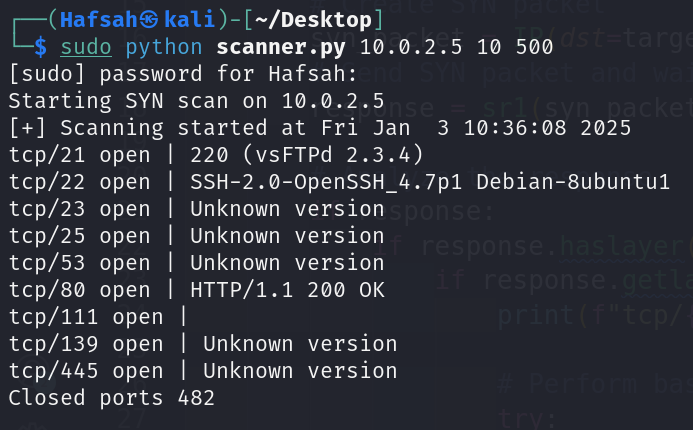 ┌──(Hafsah㉿kali)-[~/Desktop]
└─$ sudo python scanner.py 10.0.2.5 10 500
[sudo] password for Hafsah:
Starting SYN scan on 10.0.2.5
[+] Scanning started at Fri Jan  3 10:36:08 2025
tcp/21 open | 220 (vsFTPd 2.3.4)
tcp/22 open | SSH-2.0-OpenSSH_4.7p1 Debian-8ubuntu1
tcp/23 open | Unknown version
tcp/25 open | Unknown version
tcp/53 open | Unknown version
tcp/80 open | HTTP/1.1 200 OK
tcp/111 open |
tcp/139 open | Unknown version
tcp/445 open | Unknown version
Closed ports 482